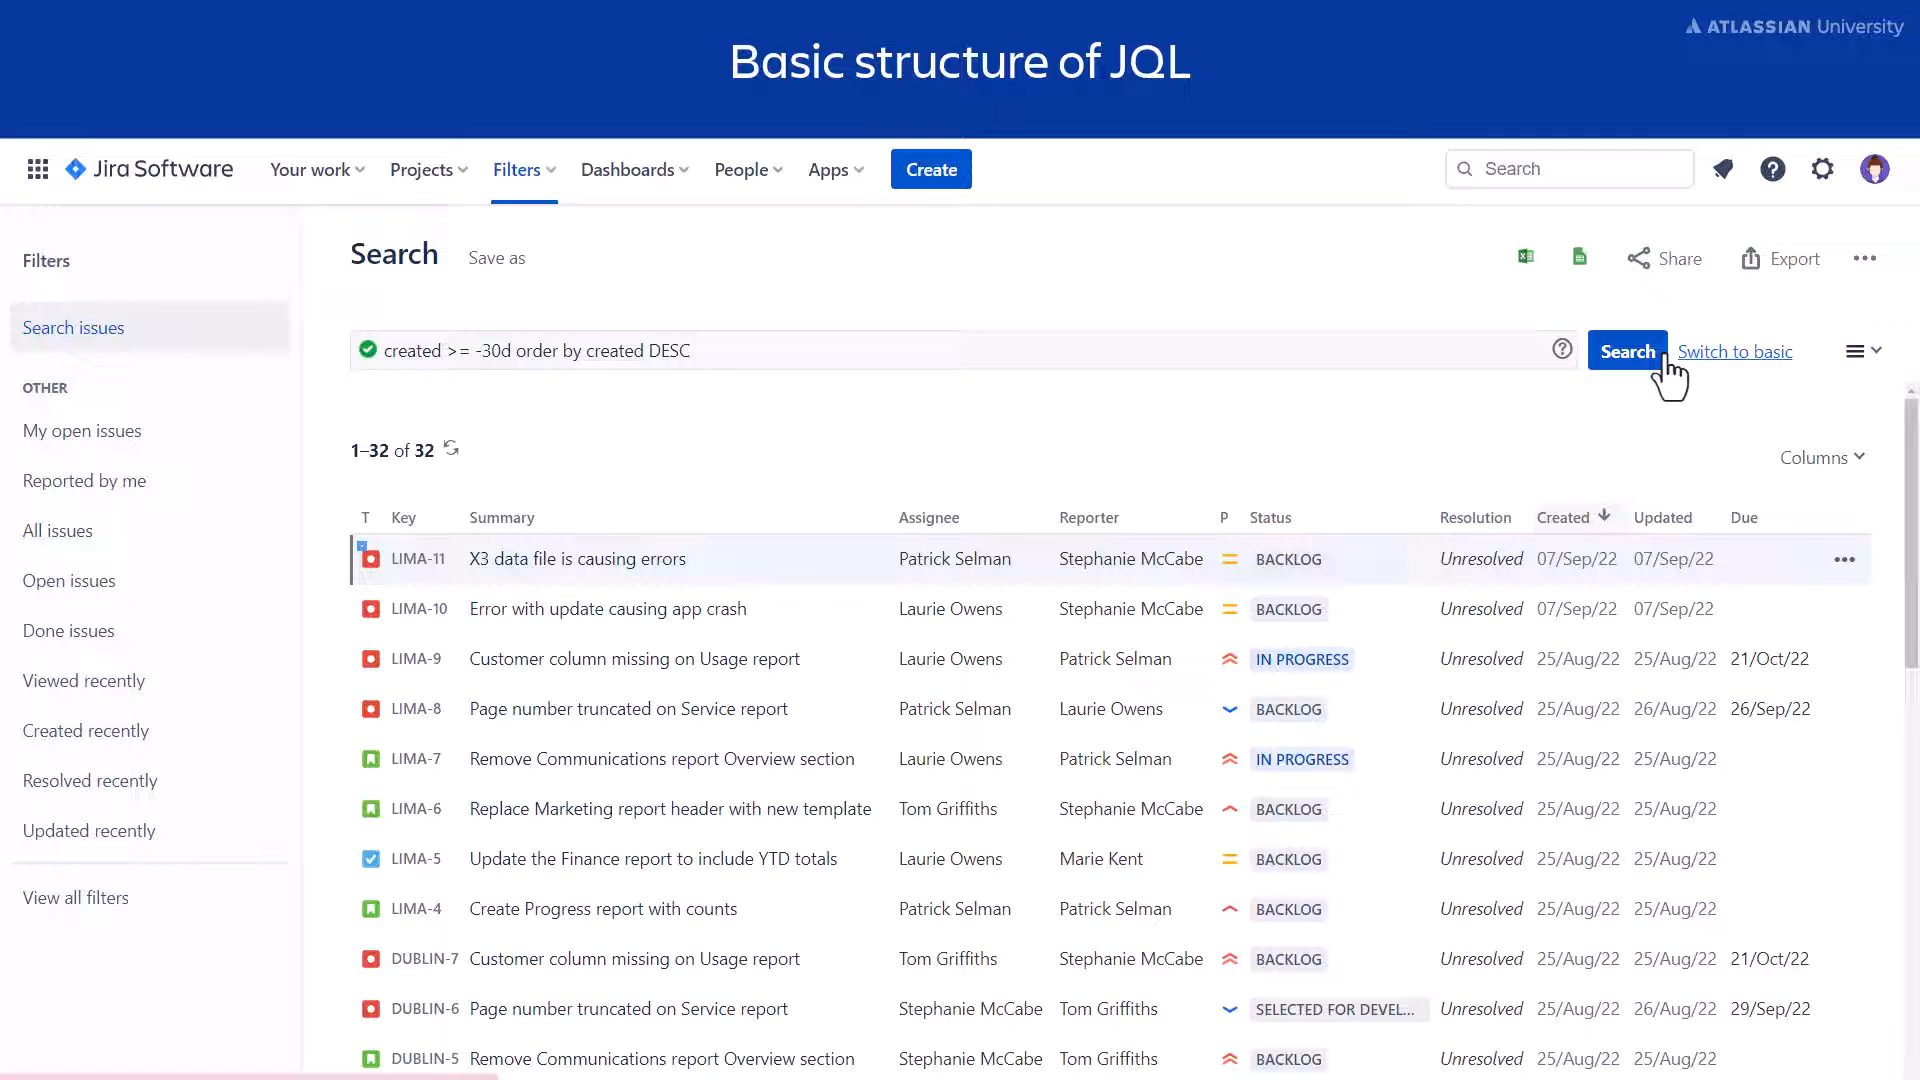 ATLASSIAN University
Basic structure of JQL
Jira Software Your work Projects Filters Dashboards People Apps Create Search
Filters
Search issues
OTHER
My open issues
Reported by me
All issues
Open issues
Done issues
Viewed recently
Created recently
Resolved recently
Updated recently
View all filters
Search Save as Share Export
created >= -30d order by created DESC Search Switch to basic
1–32 of 32
Columns
T Key Summary Assignee Reporter P Status Resolution Created Updated Due
LIMA-11 X3 data file is causing errors Patrick Selman Stephanie McCabe BACKLOG Unresolved 07/Sep/22 07/Sep/22
LIMA-10 Error with update causing app crash Laurie Owens Stephanie McCabe BACKLOG Unresolved 07/Sep/22 07/Sep/22
LIMA-9 Customer column missing on Usage report Laurie Owens Patrick Selman IN PROGRESS Unresolved 25/Aug/22 25/Aug/22 21/Oct/22
LIMA-8 Page number truncated on Service report Patrick Selman Laurie Owens BACKLOG Unresolved 25/Aug/22 26/Aug/22 26/Sep/22
LIMA-7 Remove Communications report Overview section Laurie Owens Patrick Selman IN PROGRESS Unresolved 25/Aug/22 25/Aug/22
LIMA-6 Replace Marketing report header with new template Tom Griffiths Stephanie McCabe BACKLOG Unresolved 25/Aug/22 25/Aug/22
LIMA-5 Update the Finance report to include YTD totals Laurie Owens Marie Kent BACKLOG Unresolved 25/Aug/22 25/Aug/22
LIMA-4 Create Progress report with counts Patrick Selman Patrick Selman BACKLOG Unresolved 25/Aug/22 25/Aug/22
DUBLIN-7 Customer column missing on Usage report Tom Griffiths Stephanie McCabe BACKLOG Unresolved 25/Aug/22 25/Aug/22 21/Oct/22
DUBLIN-6 Page number truncated on Service report Stephanie McCabe Tom Griffiths SELECTED FOR DEVEL... Unresolved 25/Aug/22 26/Aug/22 29/Sep/22
DUBLIN-5 Remove Communications report Overview section Stephanie McCabe Tom Griffiths BACKLOG Unresolved 25/Aug/22 25/Aug/22